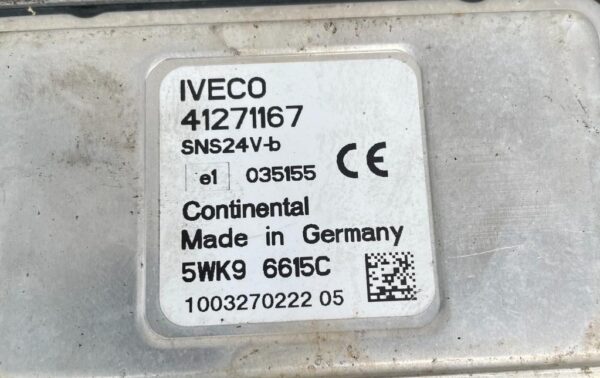 IVECO
41271167
SNS24V-b
e1 035155 CE
Continental
Made in Germany
5WK9 6615C
1003270222 05